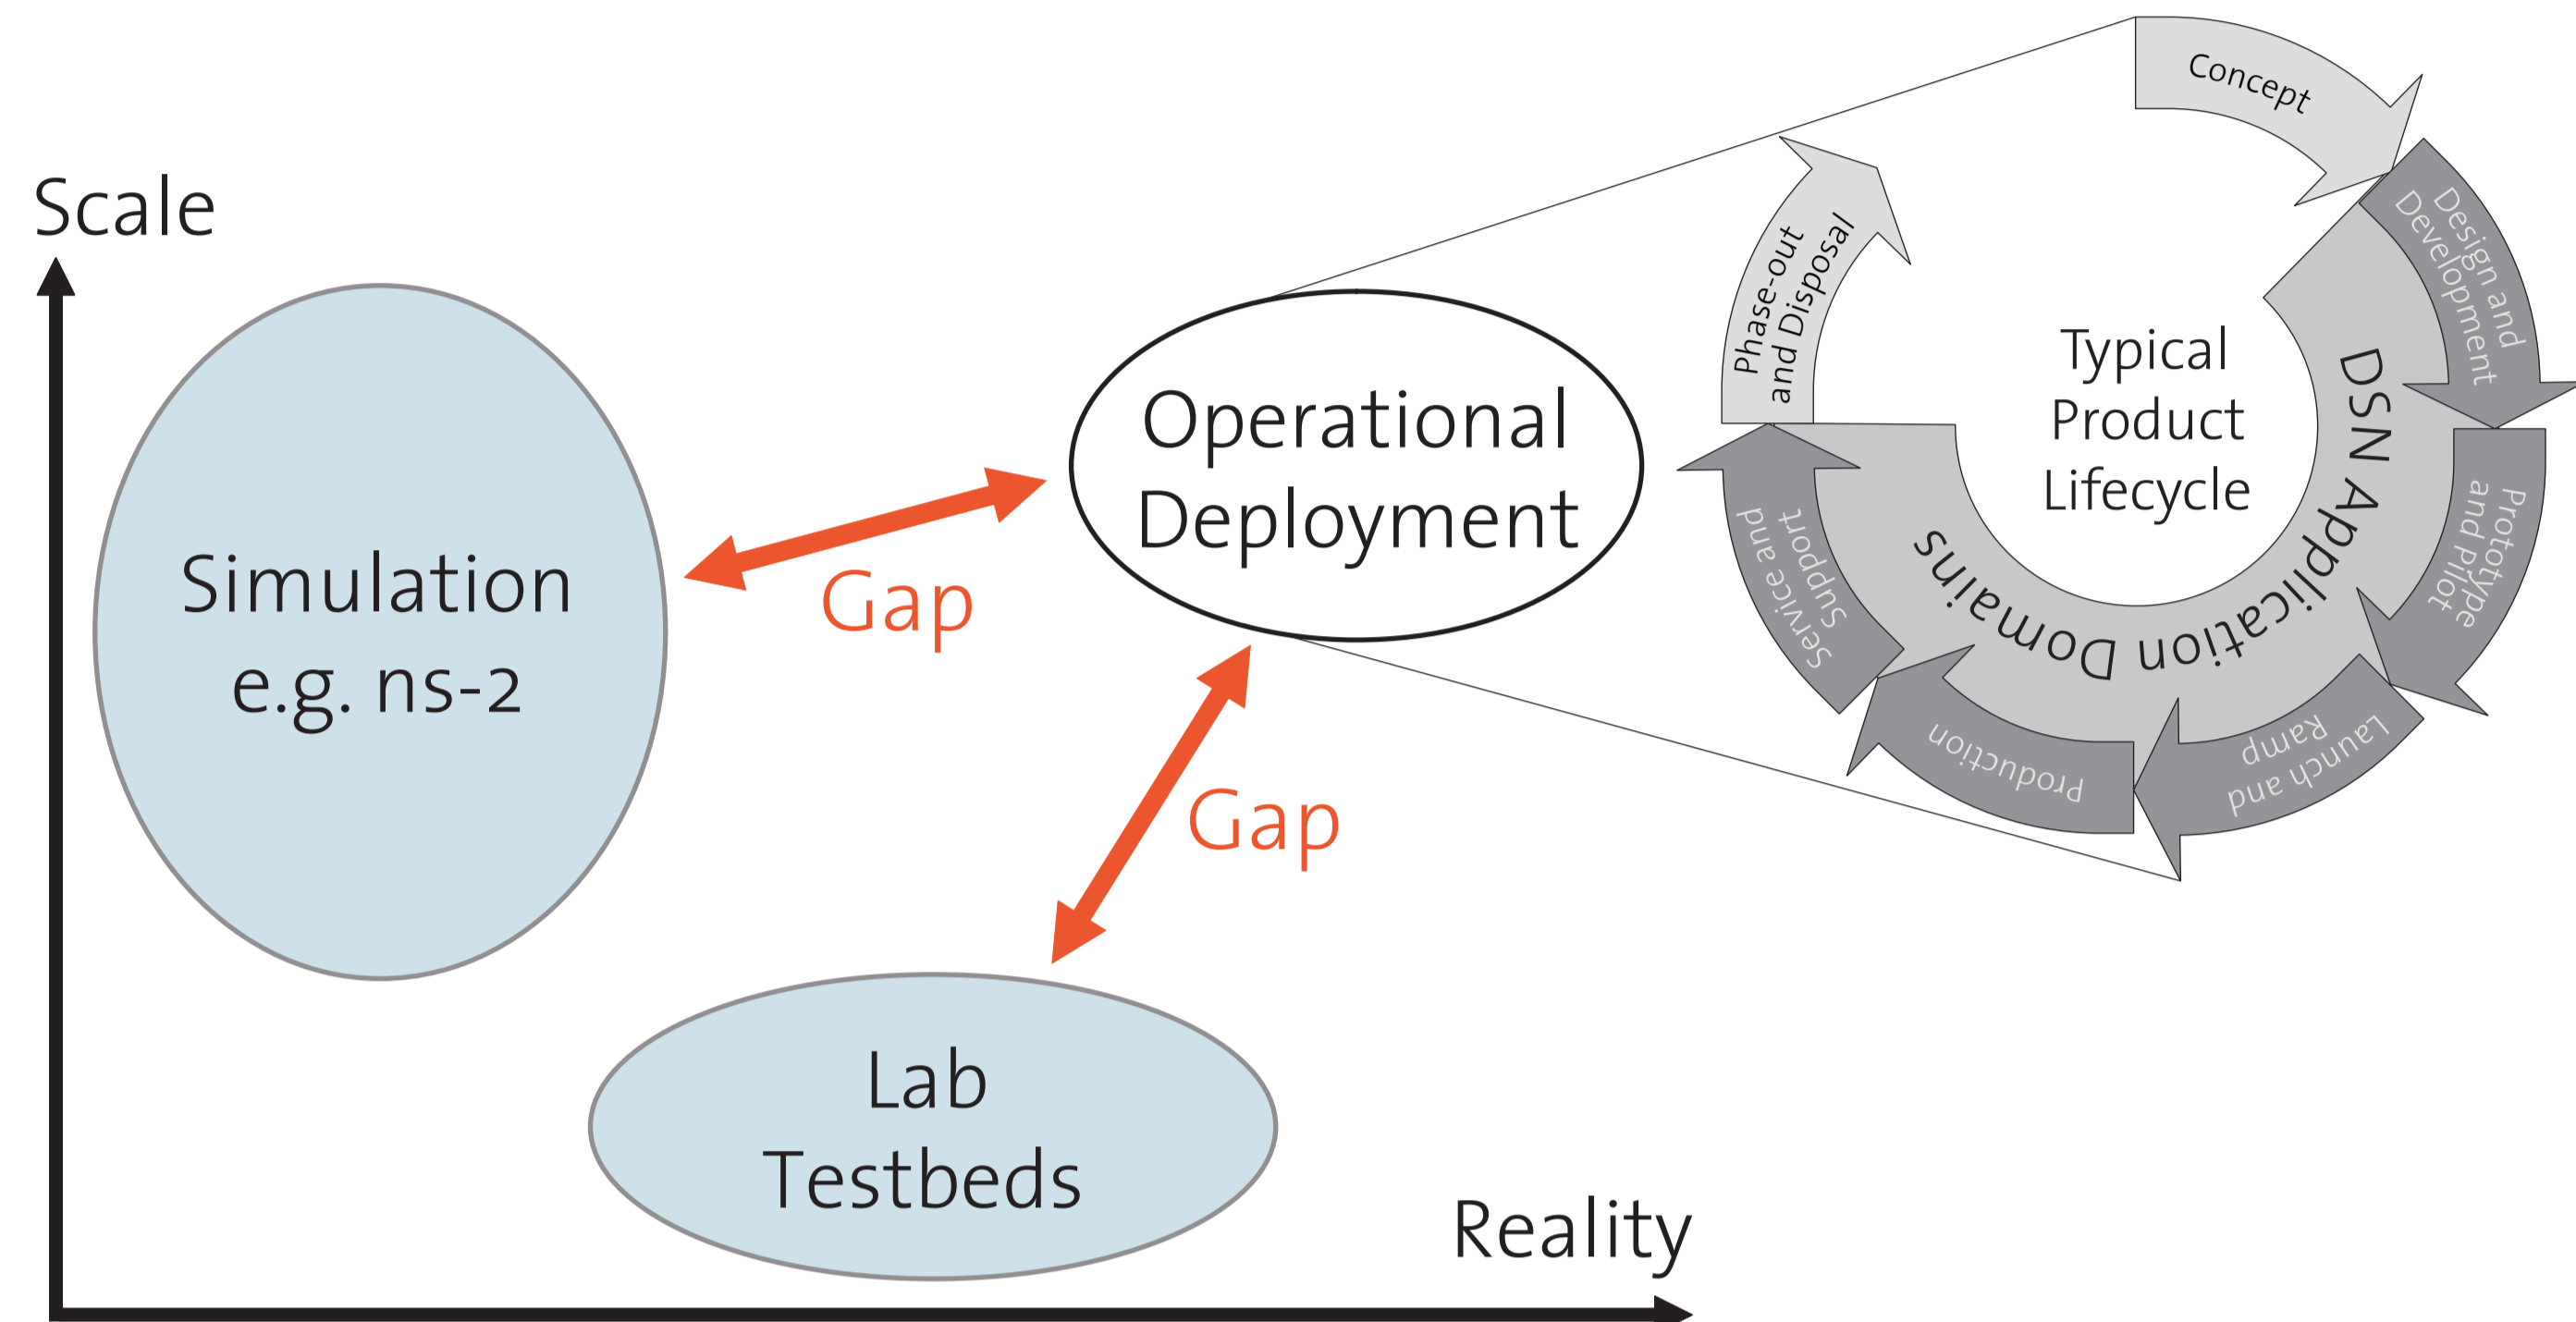 Scale
Simulation
e.g. ns-2
Gap
Operational
Deployment
Gap
Lab
Testbeds
Reality
Concept
Design and
Development
Prototype
and Pilot
Launch and
Ramp
Production
Service and
Support
Phase-out
and Disposal
DSN Application Domains
Typical
Product
Lifecycle